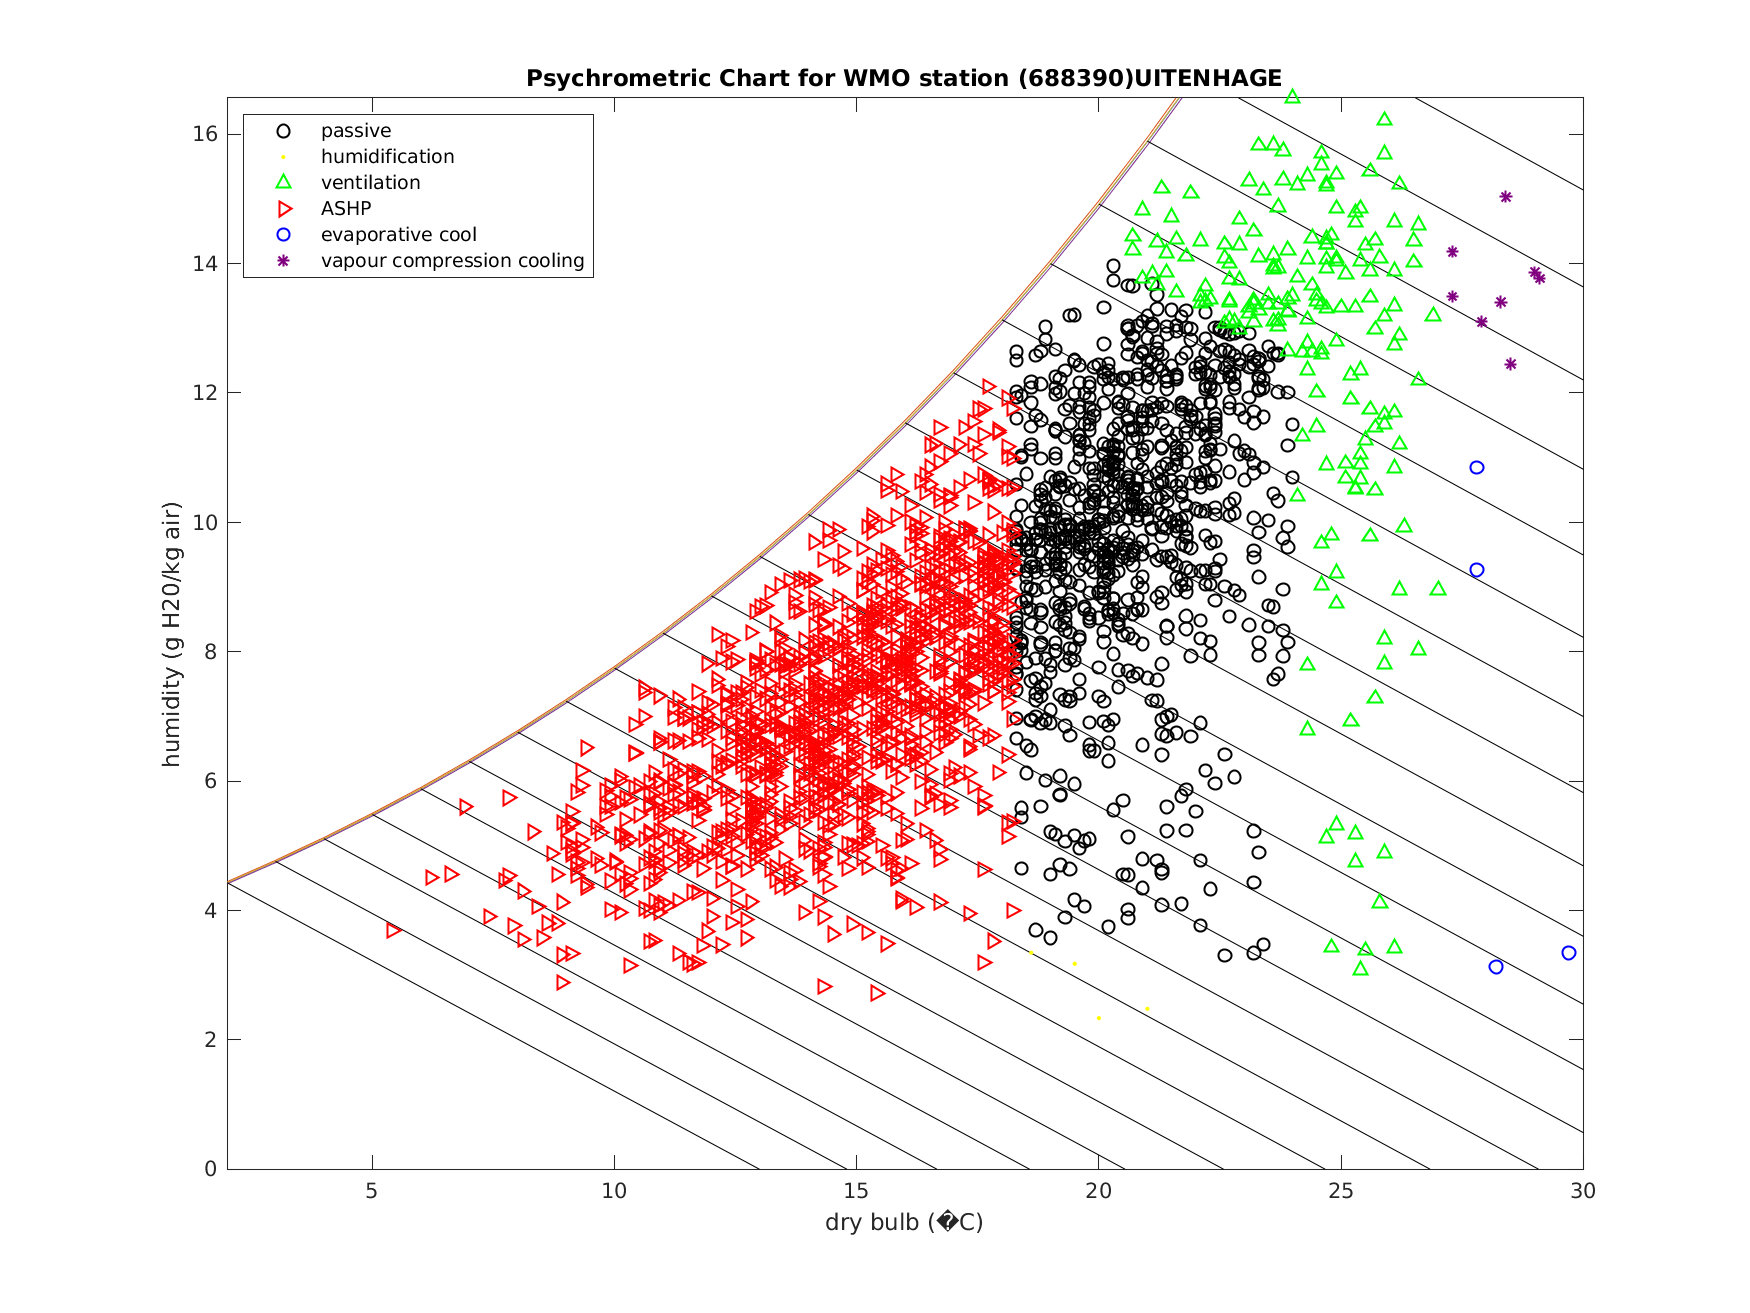 Psychrometric Chart for WMO station (688390)UITENHAGE
passive
humidification
ventilation
ASHP
evaporative cool
vapour compression cooling
humidity (g H20/kg air)
16
14
12
10
8
6
4
2
0
5 10 15 20 25 30
dry bulb (�C)